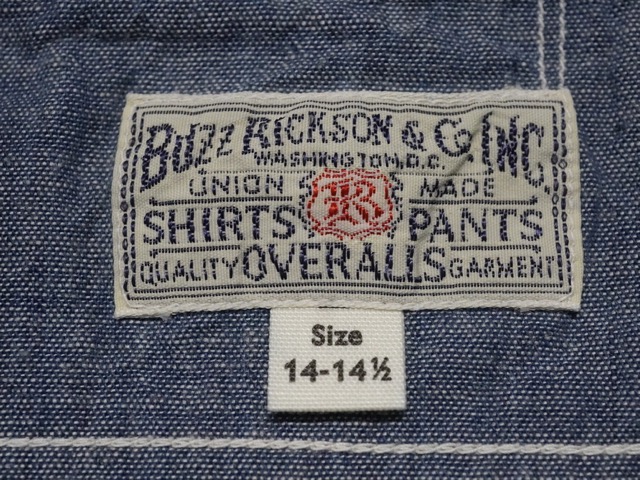 BUZZ RICKSON & CO. INC.
WASHINGTON, D.C.
UNION MADE
R
SHIRTS PANTS
QUALITY OVERALLS GARMENT
Size
14-14½